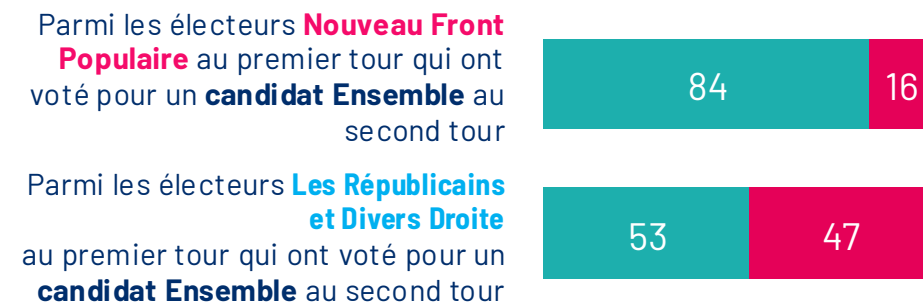 Parmi les électeurs Nouveau Front
Populaire au premier tour qui ont
voté pour un candidat Ensemble au
second tour
84 16
Parmi les électeurs Les Républicains
et Divers Droite
au premier tour qui ont voté pour un
candidat Ensemble au second tour
53 47